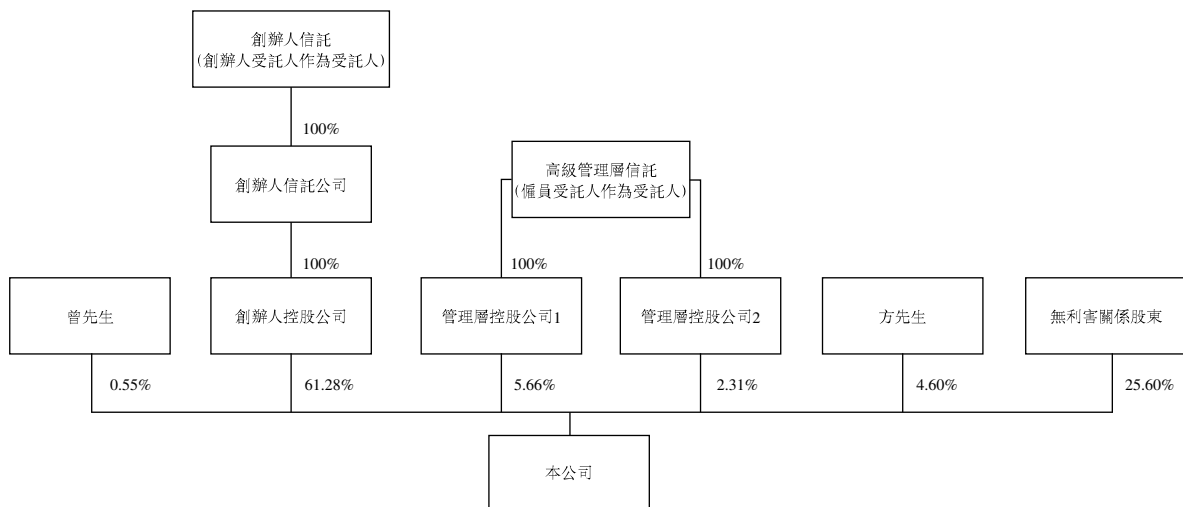 創辦人信託
(創辦人受託人作為受託人)
100%
創辦人信託公司
高級管理層信託
(僱員受託人作為受託人)
100%
100%
100%
曾先生
創辦人控股公司
管理層控股公司1
管理層控股公司2
方先生
無利害關係股東
0.55%
61.28%
5.66%
2.31%
4.60%
25.60%
本公司